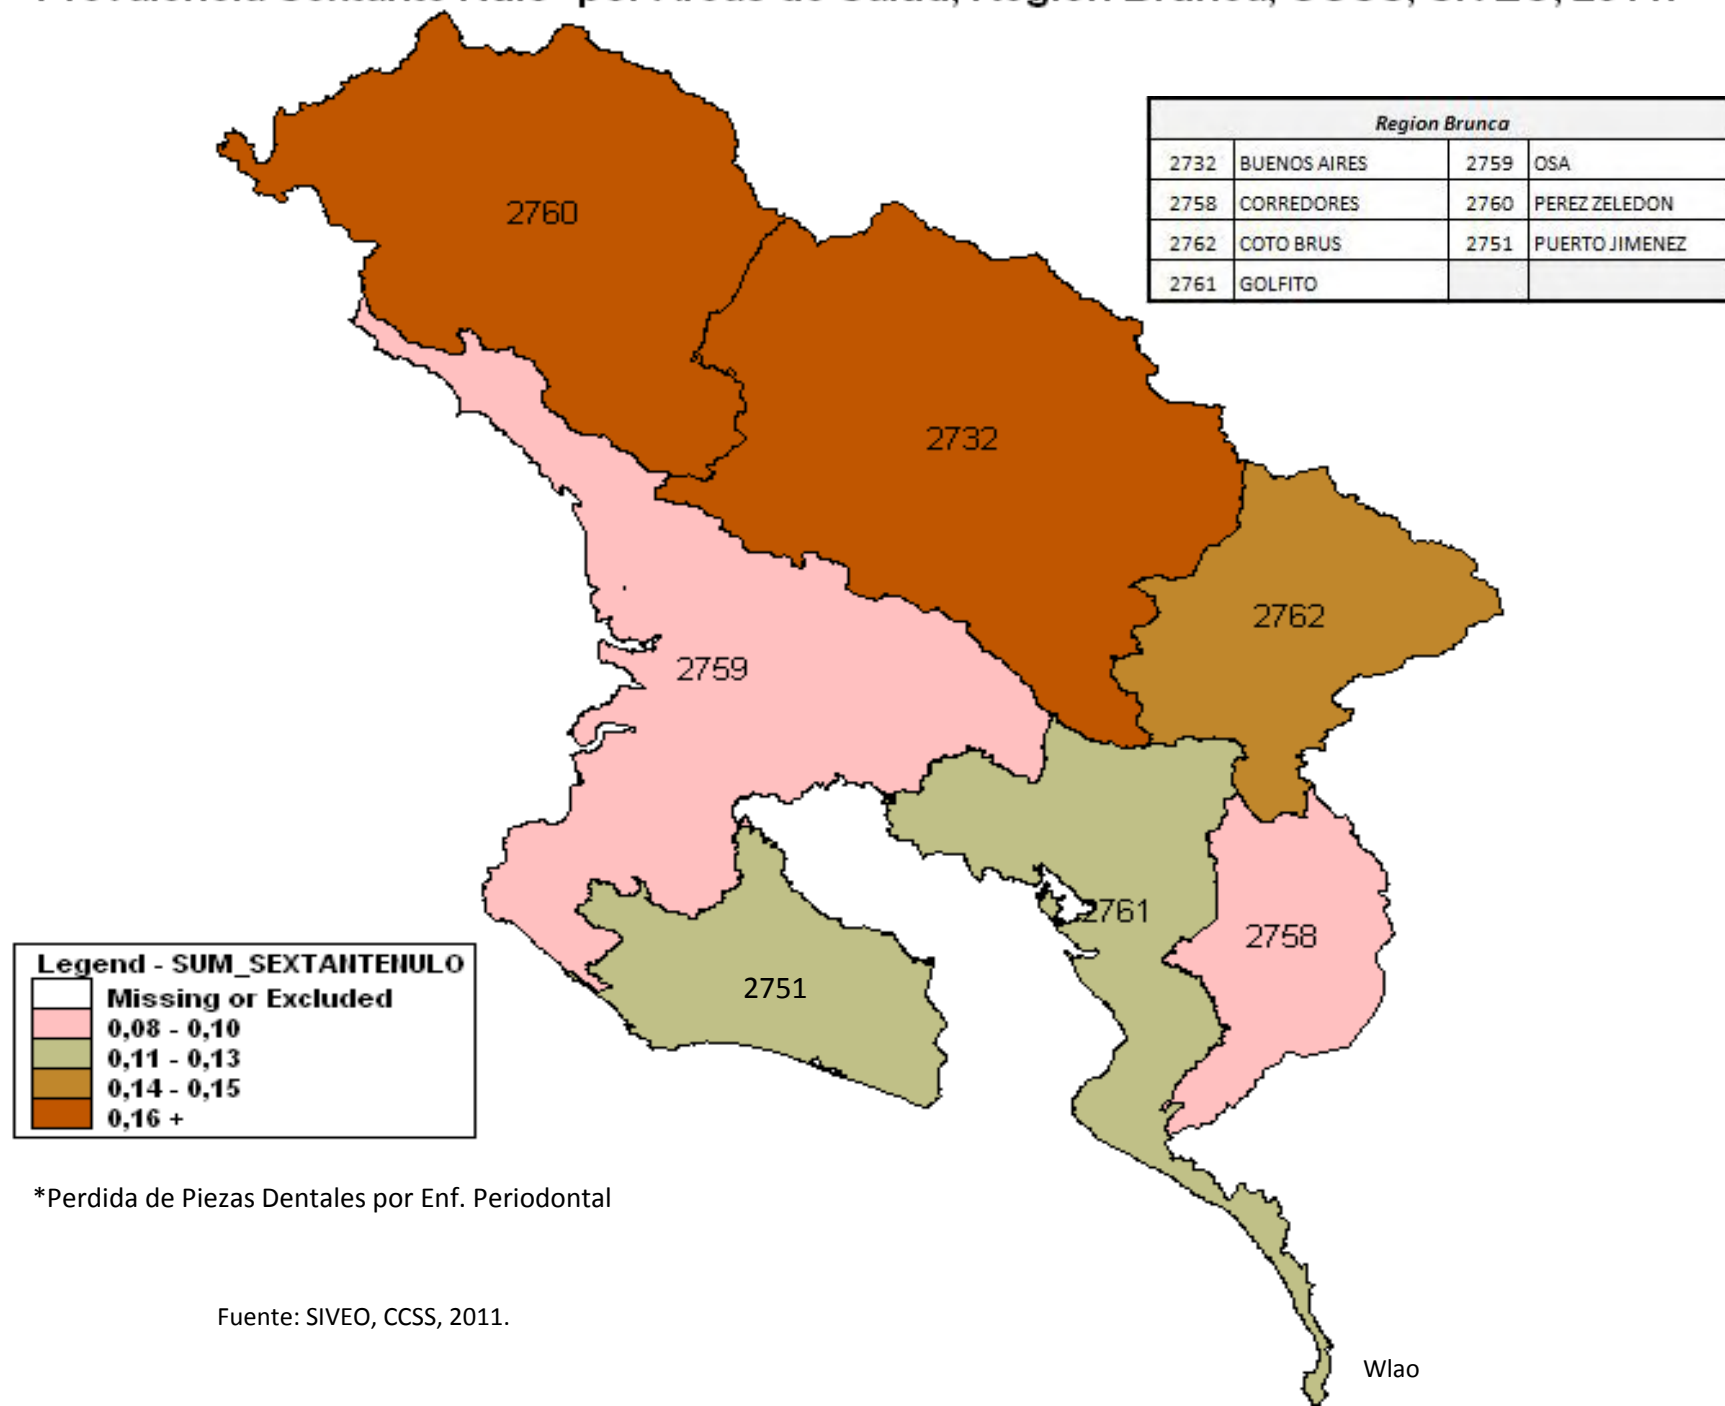 Region Brunca
2732 BUENOS AIRES 2759 OSA
2758 CORREDORES 2760 PEREZ ZELEDON
2762 COTO BRUS 2751 PUERTO JIMENEZ
2761 GOLFITO
2760
2732
2762
2759
2761
2758
2751
Legend - SUM_SEXTANTENULO
Missing or Excluded
0,08 - 0,10
0,11 - 0,13
0,14 - 0,15
0,16 +
*Perdida de Piezas Dentales por Enf. Periodontal
Fuente: SIVEO, CCSS, 2011.
Wlao